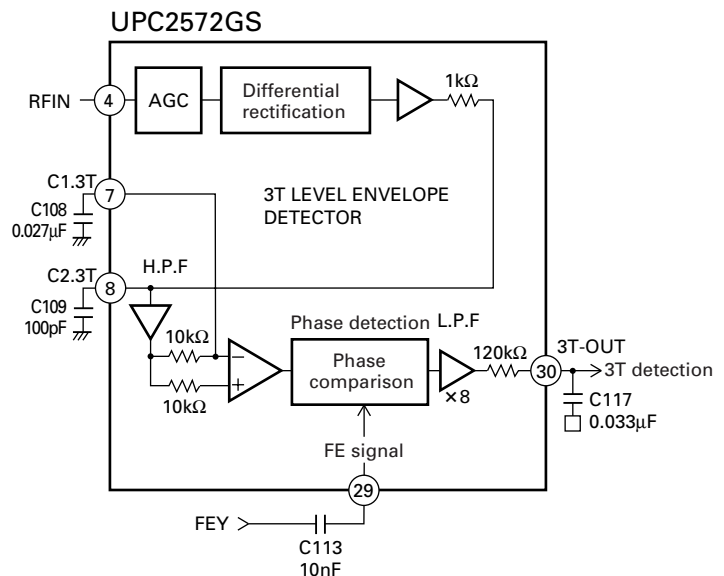 UPC2572GS
RFIN
4
AGC
Differential
rectification
1kΩ
C1.3T
7
C108
0.027µF
3T LEVEL ENVELOPE
DETECTOR
C2.3T
8
H.P.F
C109
100pF
10kΩ
10kΩ
−
+
Phase detection
L.P.F
Phase
comparison
×8
120kΩ
3T-OUT
30
3T detection
C117
0.033µF
FE signal
29
FEY
C113
10nF